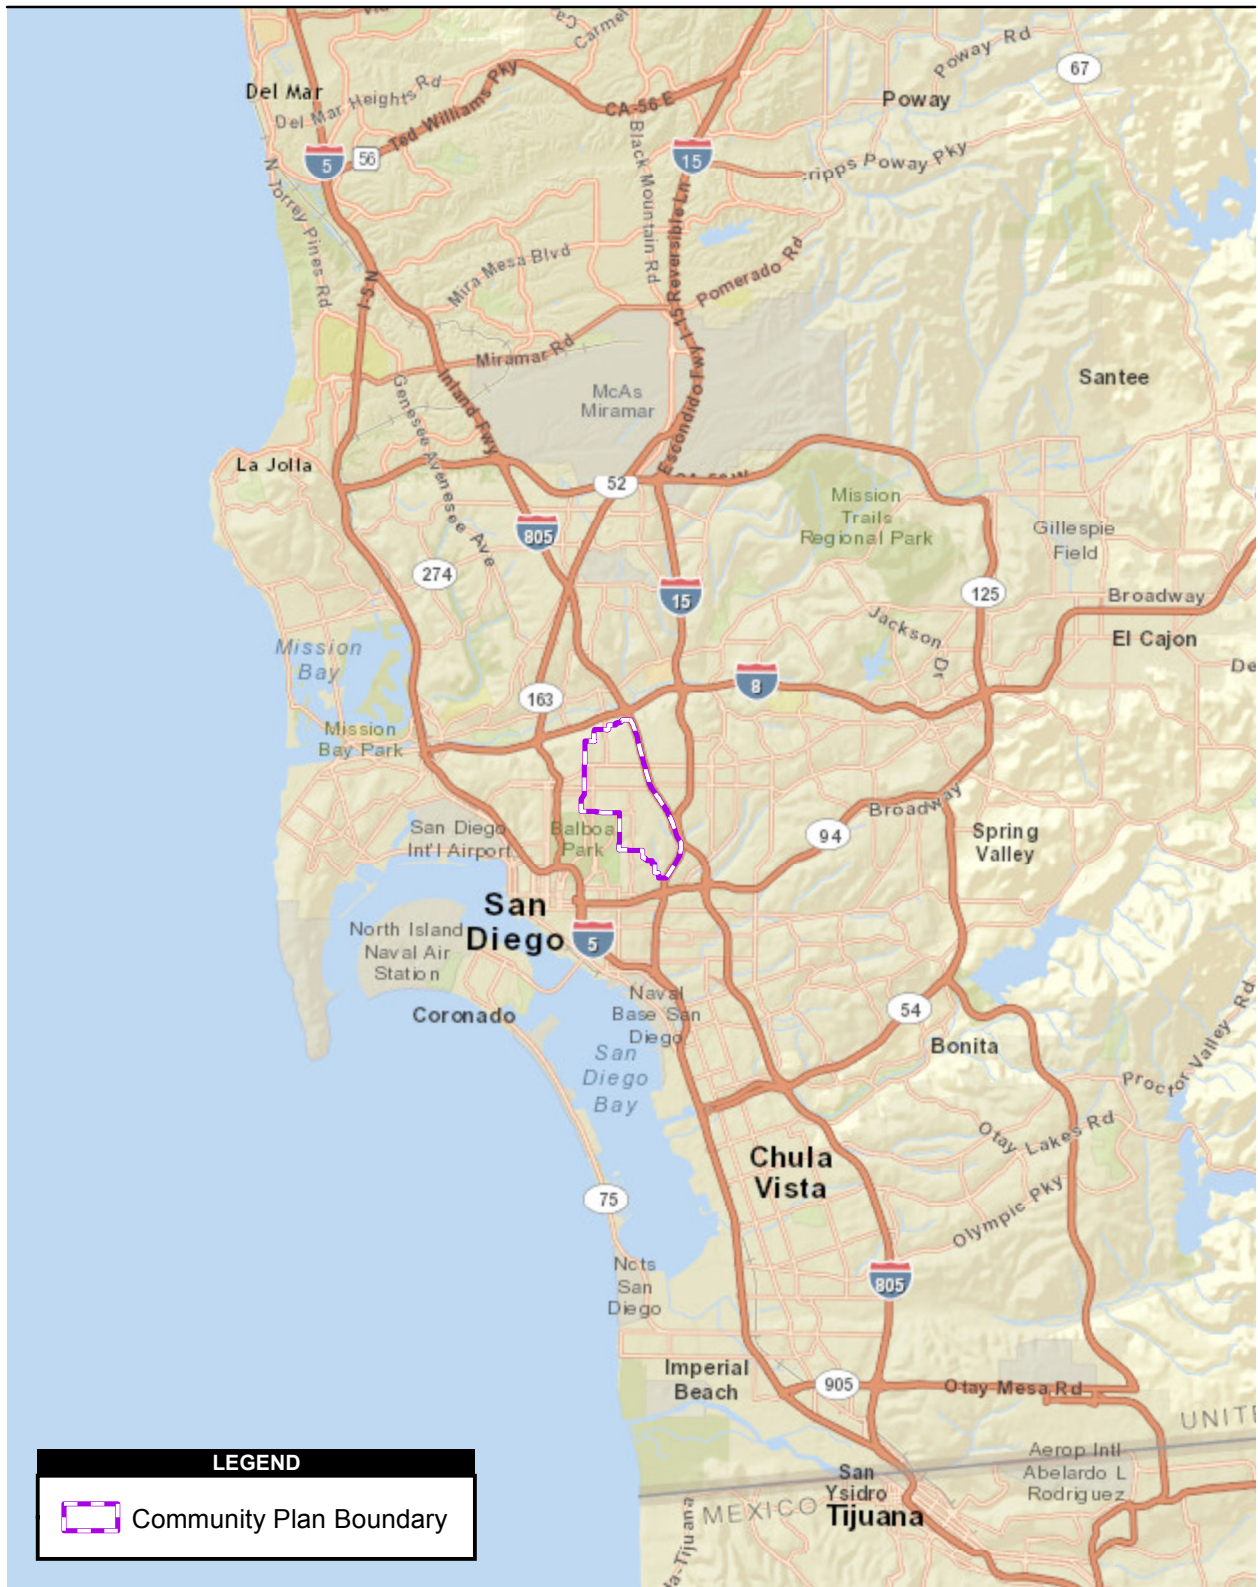 Carmel
Poway Rd
67
Del Mar
Del Mar Heights Rd
Ted Williams Pky
CA-56 E
Poway
5
56
15
Black Mountain Rd
cripps Poway Pky
N Torrey Pines Rd
I-5 N
Mira Mesa Blvd
I-15 Reversible Ln
Pomerado Rd
Miramar Rd
Inland Fwy
Genesee Avenesee Ave
McAs
Miramar
Escondido Fwy
Santee
La Jolla
52
Mission
Trails
Regional Park
Gillespie
Field
805
274
15
125
Broadway
Jackson Dr
El Cajon
De
Mission
Bay
163
8
Mission
Bay Park
San Diego
Int'l Airport
Balboa
Park
Broadway
94
Spring
Valley
San
Diego
North Island
Naval Air
Station
5
Coronado
Naval
Base San
Diego
54
Bonita
San
Diego
Bay
Proctor Valley Rd
Otay Lakes Rd
Chula
Vista
75
Olympic Pky
Ncts
San
Diego
805
Imperial
Beach
905
Otay Mesa Rd
UNITE
Aerop Intl
Abelardo L
Rodriguez
San
Ysidro
MEXICO
Tijuana
a-Tijuana
LEGEND
Community Plan Boundary